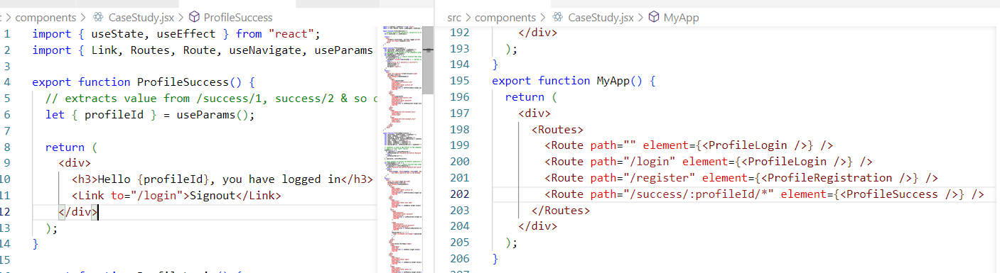 components > CaseStudy.jsx > ProfileSuccess
1 import { useState, useEffect } from "react";
2 import { Link, Routes, Route, useNavigate, useParams
3
4 export function ProfileSuccess() {
5 // extracts value from /success/1, success/2 & so
6 let { profileId } = useParams();
7
8 return (
9 <div>
10 <h3>Hello {profileId}, you have logged in</h3>
11 <Link to="/login">Signout</Link>
12 </div>
13 );
14 }
15
src > components > CaseStudy.jsx > MyApp
192 </div>
193 );
194 }
195 export function MyApp() {
196 return (
197 <div>
198 <Routes>
199 <Route path="" element={<ProfileLogin />} />
200 <Route path="/login" element={<ProfileLogin />} />
201 <Route path="/register" element={<ProfileRegistration />} />
202 <Route path="/success/:profileId/*" element={<ProfileSuccess />} />
203 </Routes>
204 </div>
205 );
206 }